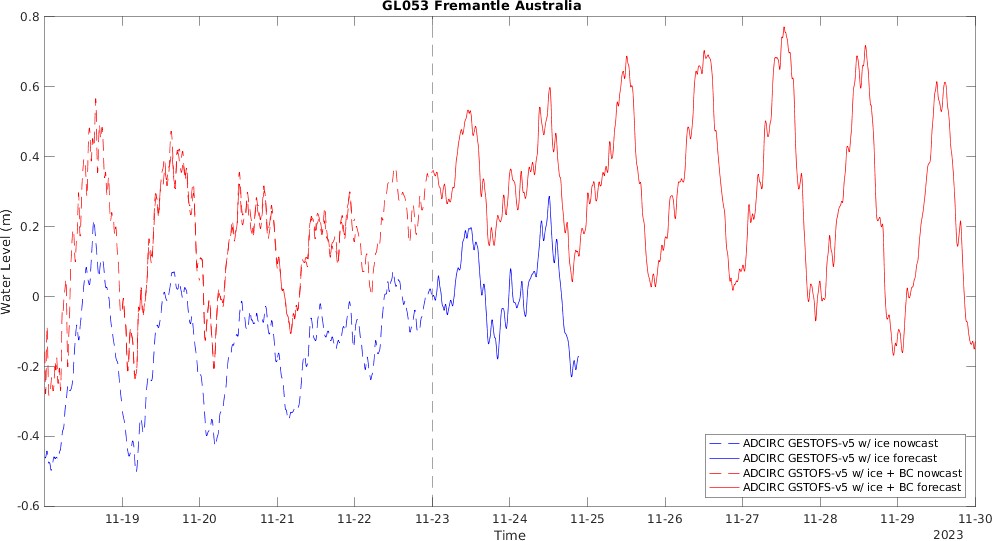 GL053 Fremantle Australia
0.8
0.6
0.4
0.2
0
-0.2
-0.4
-0.6
Water Level (m)
ADCIRC GESTOFS-v5 w/ ice nowcast
ADCIRC GESTOFS-v5 w/ ice forecast
ADCIRC GSTOFS-v5 w/ ice + BC nowcast
ADCIRC GSTOFS-v5 w/ ice + BC forecast
11-19 11-20 11-21 11-22 11-23 11-24 11-25 11-26 11-27 11-28 11-29 11-30
Time
2023